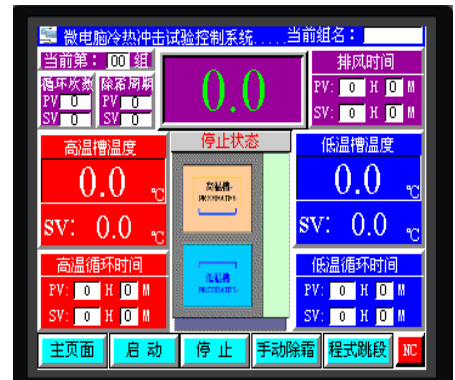 微电脑冷热冲击试验控制系统......当前组名：
当前第： 00 组
循环次数 除霜周期
PV 0 PV 0
SV 0 SV 0
0.0
排风时间
PV: 0 H 0 M
SV: 0 H 0 M
高温槽温度
0.0 ℃
SV: 0.0 ℃
停止状态
高温槽
低温槽
低温槽温度
0.0 ℃
SV: 0.0 ℃
高温循环时间
PV: 0 H 0 M
SV: 0 H 0 M
低温循环时间
PV: 0 H 0 M
SV: 0 H 0 M
主页面 启动 停止 手动除霜 程式跳段 NC